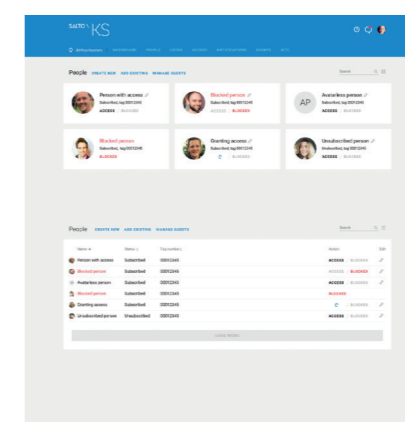 SALTO KS
PEOPLE
People CREATE NEW ADD EXISTING MANAGE GUESTS Search
Person with access
Subscribed, tag 00012345
ACCESS BLOCKED
Blocked person
Subscribed, tag 00012345
ACCESS BLOCKED
AP
Avatarless person
Subscribed, tag 00012345
ACCESS BLOCKED
Blocked person
Subscribed, tag 00012345
BLOCKED
Granting access
Subscribed, tag 00012345
BLOCKED
Unsubscribed person
Unsubscribed, tag 00012345
ACCESS BLOCKED
People CREATE NEW ADD EXISTING MANAGE GUESTS Search
Name Status Tag number Edit
Person with access Subscribed 00012345 ACCESS BLOCKED
Blocked person Subscribed 00012345 ACCESS BLOCKED
Avatarless person Subscribed 00012345 ACCESS BLOCKED
Blocked person Subscribed 00012345 BLOCKED
Granting access Subscribed 00012345 BLOCKED
Unsubscribed person Unsubscribed 00012345 ACCESS BLOCKED
LOAD MORE